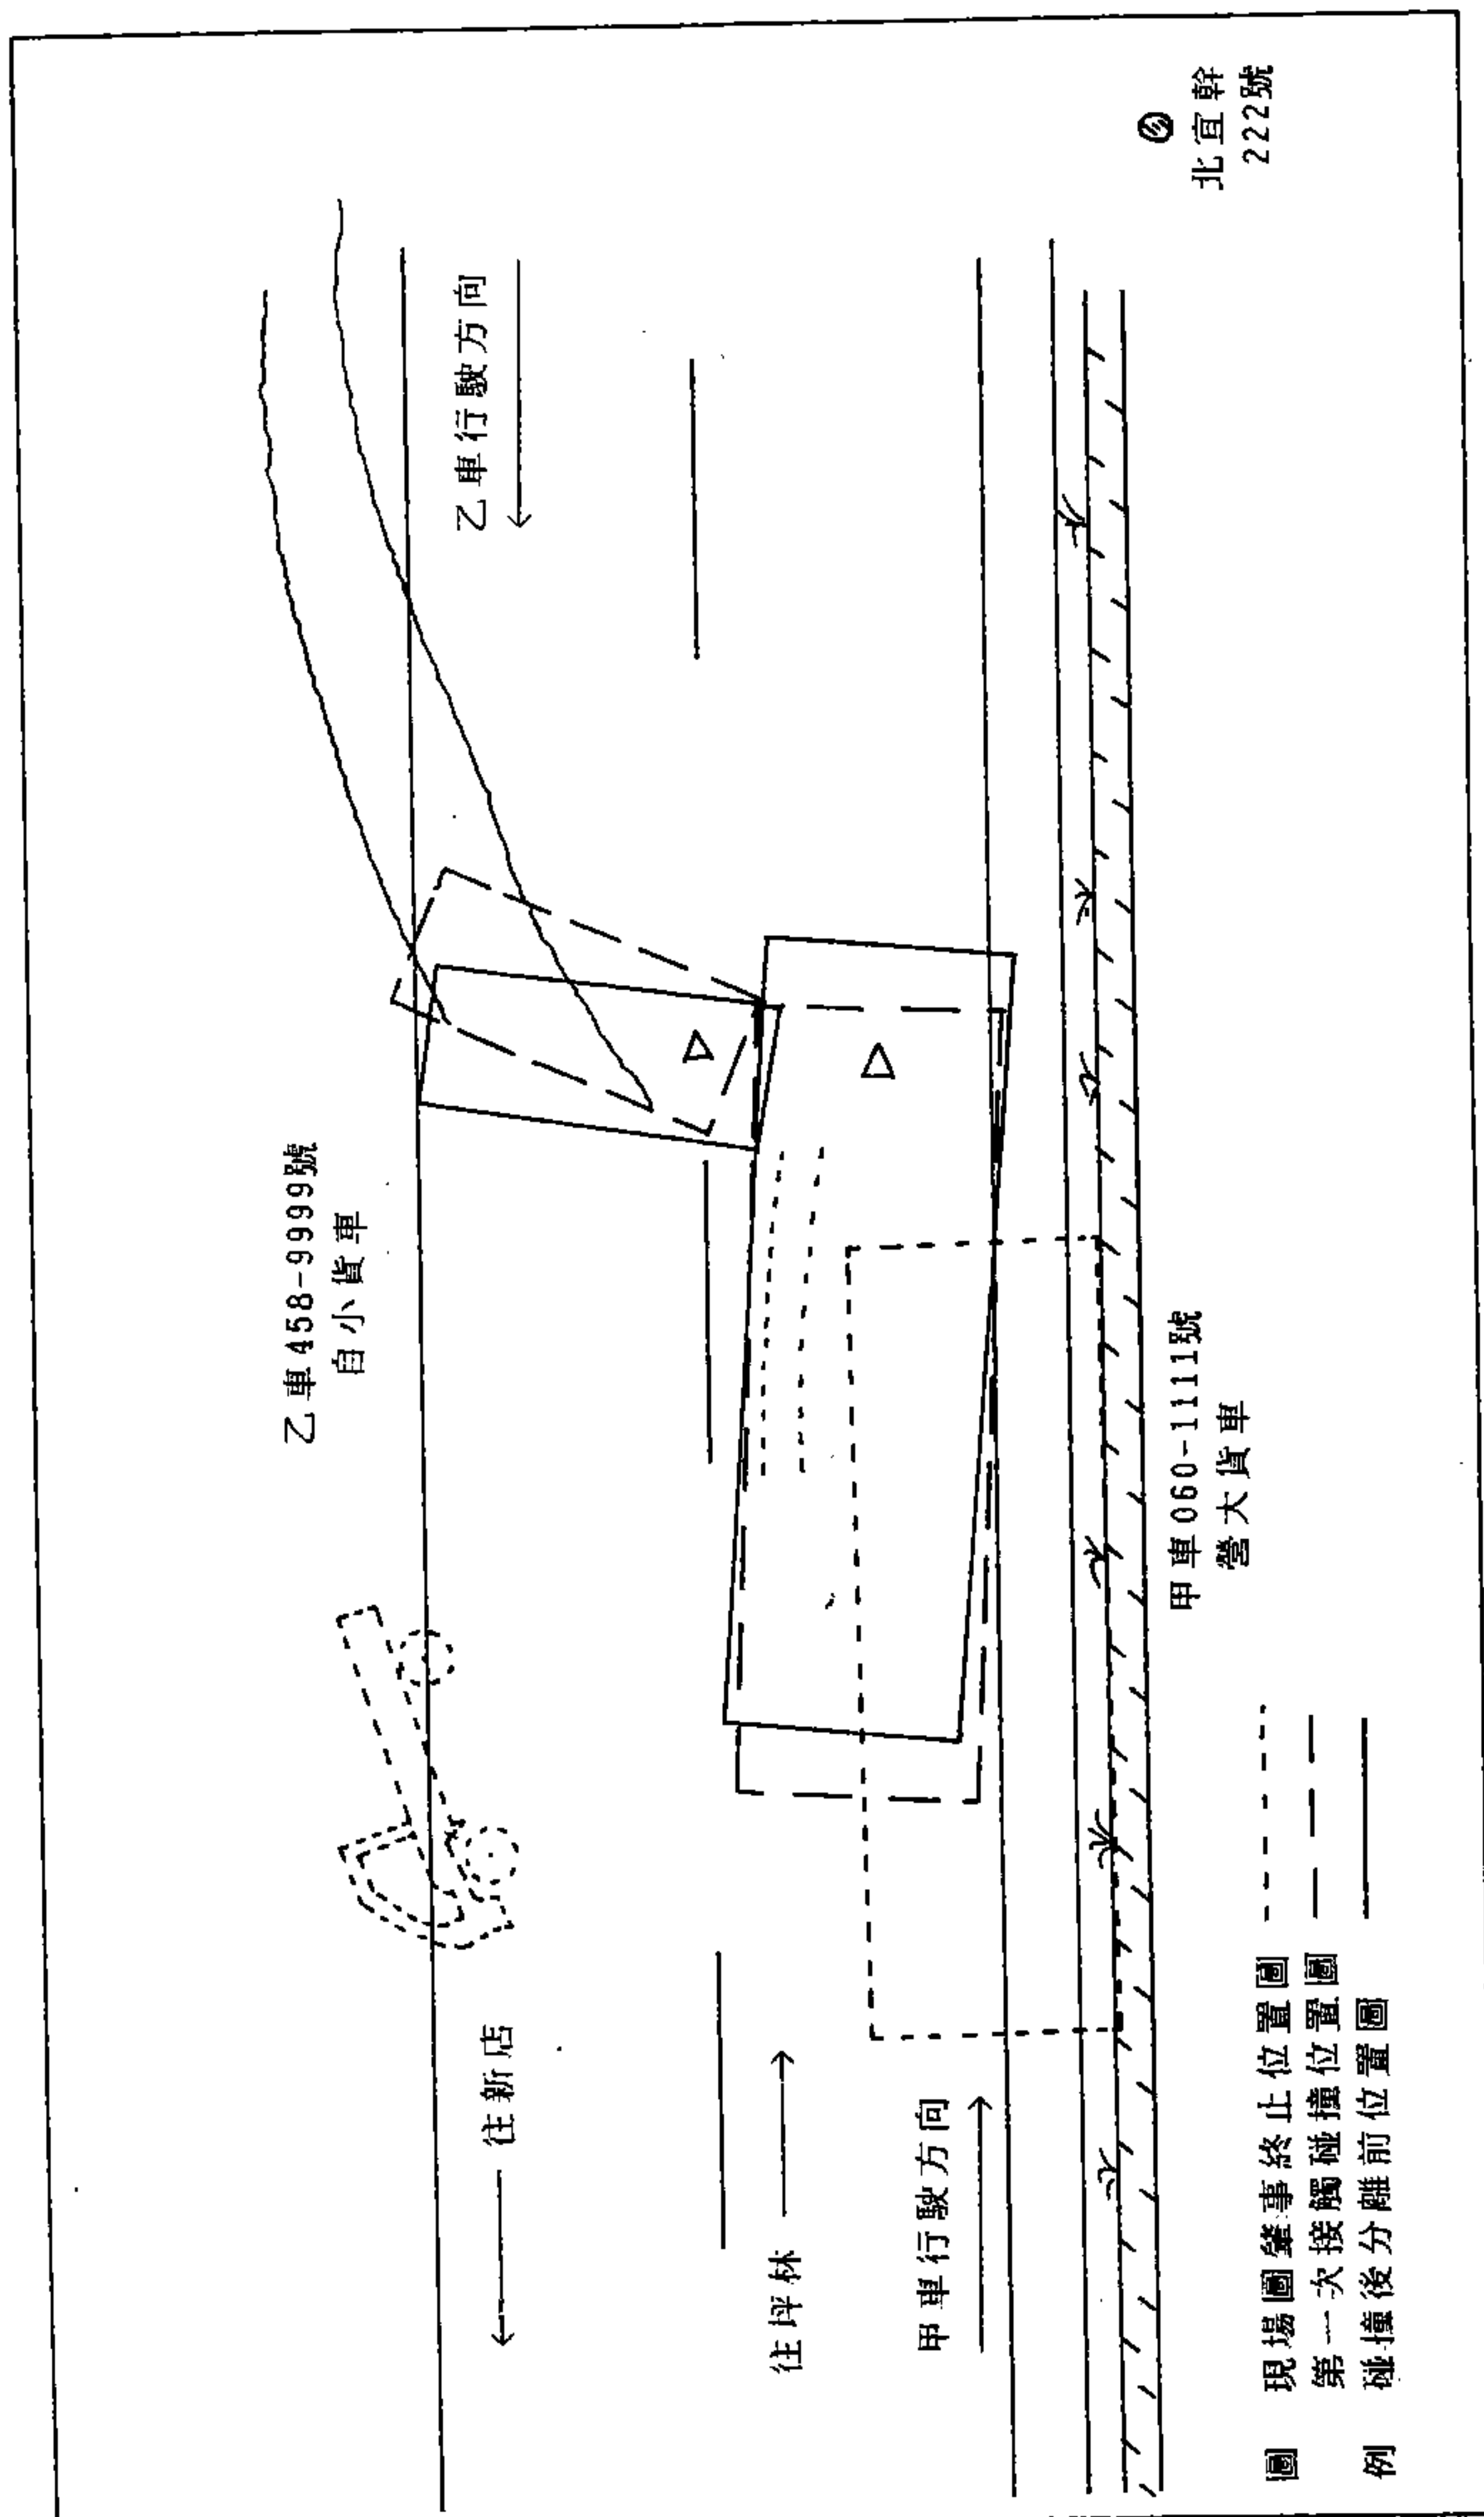 乙車458-9999號
自小貨車
乙車行駛方向
往新店
往坪林
甲車行駛方向
甲車060-1111號
營大貨車
北宜幹
222號
圖例
現場圖肇事終止位置圖
第一次接觸碰撞位置圖
碰撞後分離前位置圖